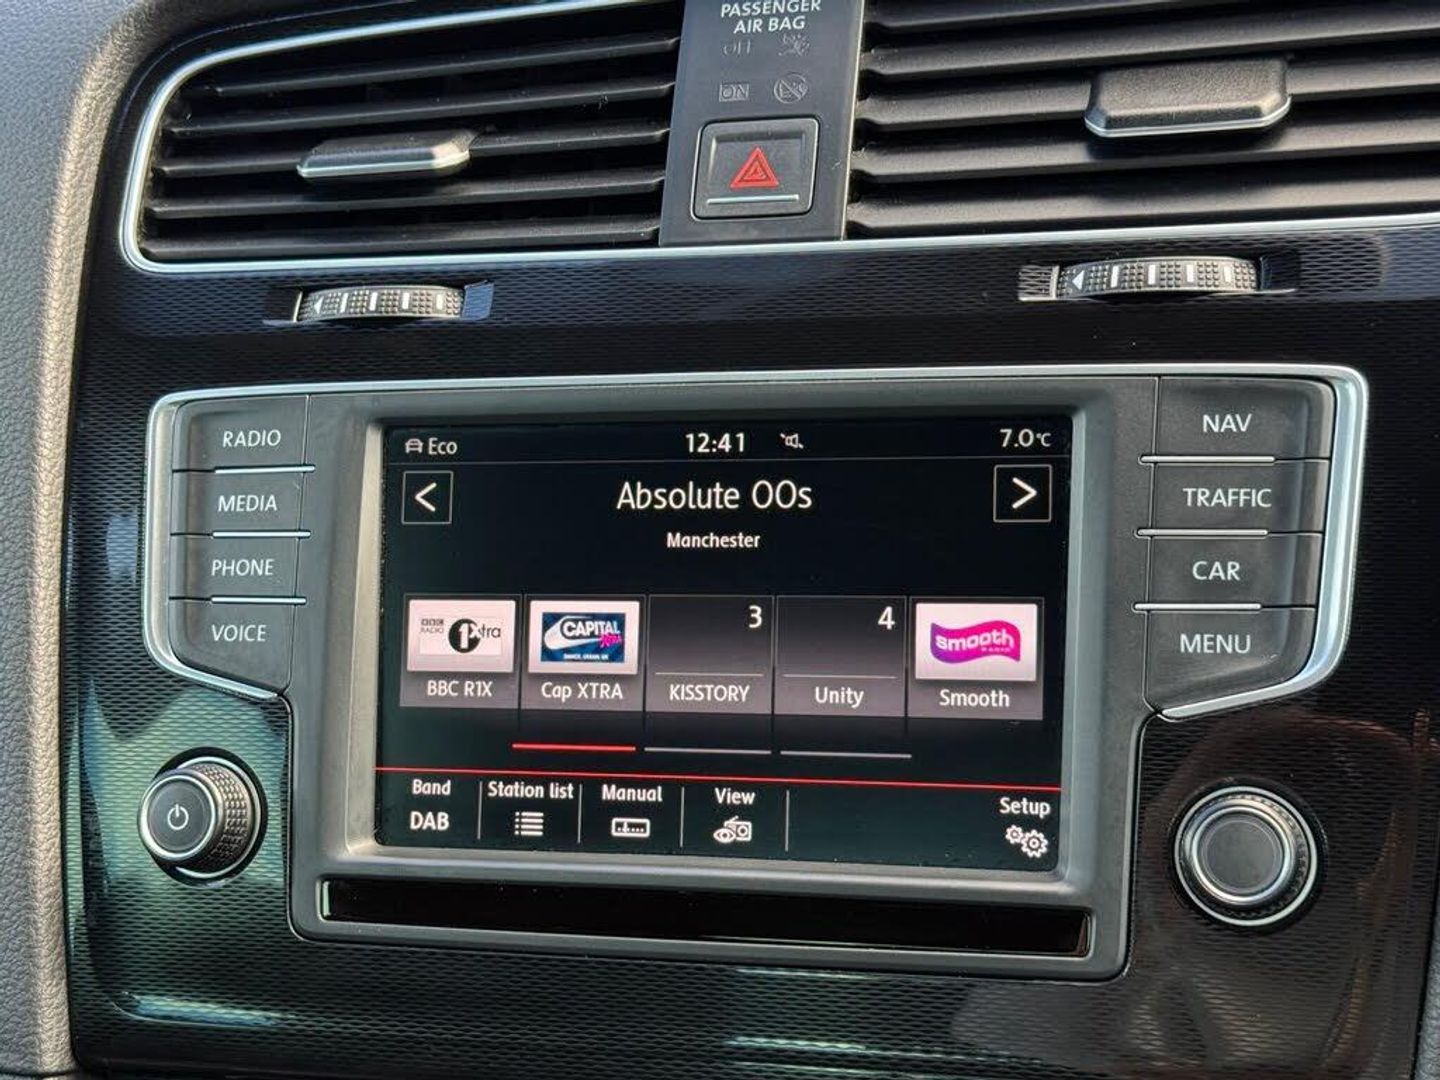 PASSENGER
AIR BAG
OFF
ON
RADIO
MEDIA
PHONE
VOICE
NAV
TRAFFIC
CAR
MENU
Eco
12:41
7.0°C
<
Absolute 00s
>
Manchester
BBC RADIO 1Xtra
CAPITAL XTRA
3
4
smooth RADIO
BBC R1X
Cap XTRA
KISSTORY
Unity
Smooth
Band
Station list
Manual
View
Setup
DAB